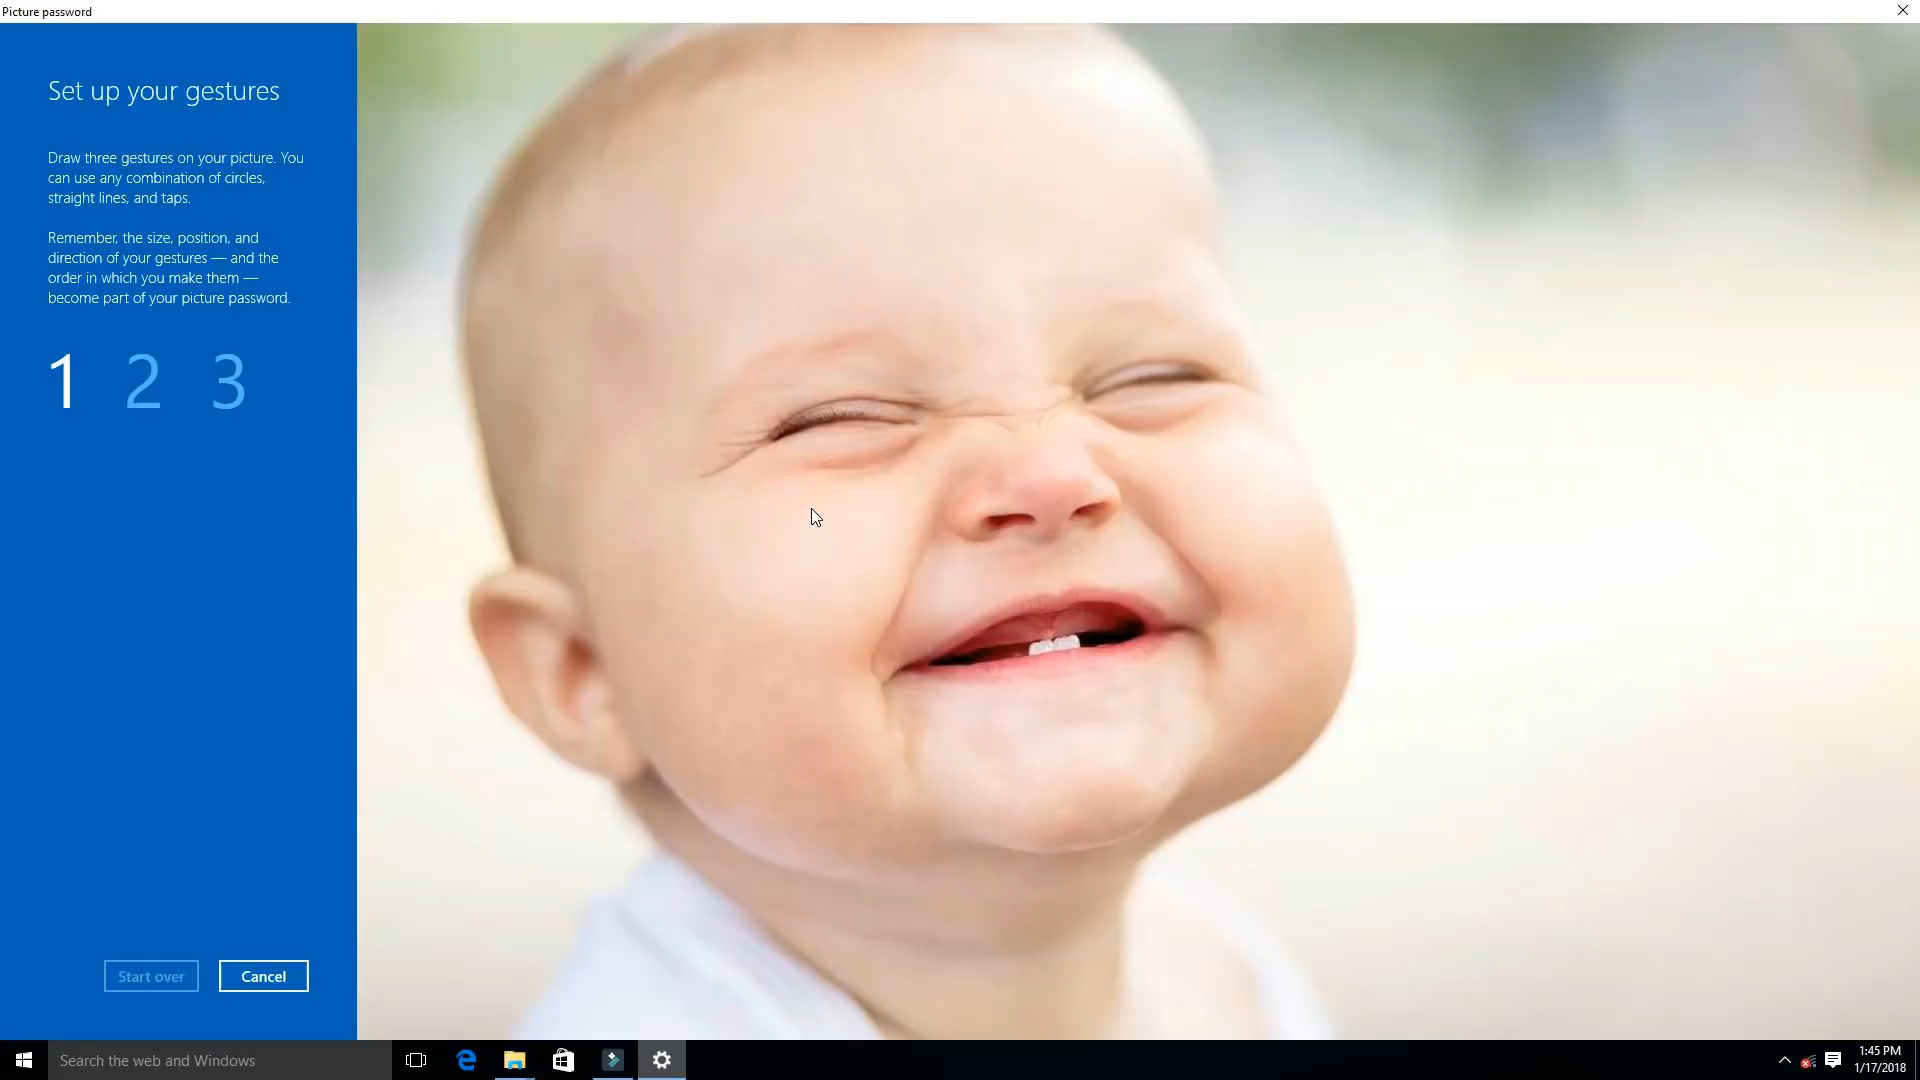 Picture password
Set up your gestures
Draw three gestures on your picture. You
can use any combination of circles,
straight lines, and taps.
Remember, the size, position, and
direction of your gestures — and the
order in which you make them —
become part of your picture password.
1 2 3
Start over Cancel
Search the web and Windows
1:45 PM
1/17/2018